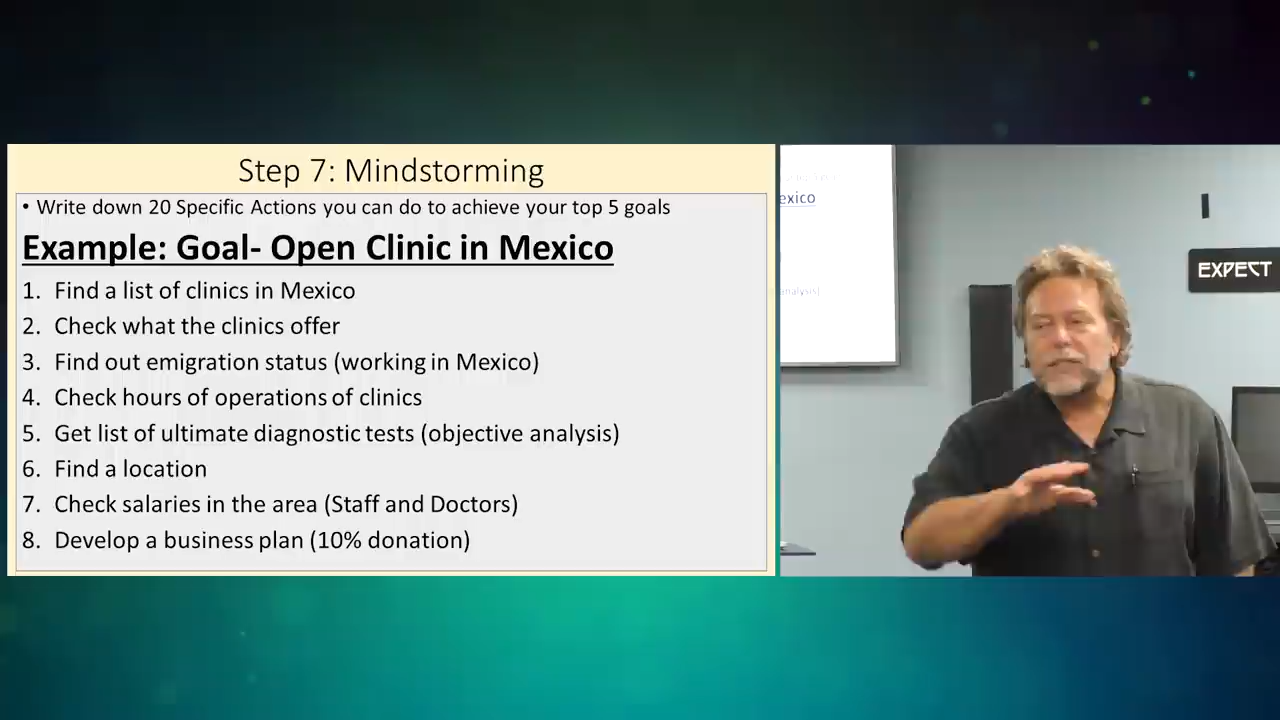 Step 7: Mindstorming
• Write down 20 Specific Actions you can do to achieve your top 5 goals
Example: Goal- Open Clinic in Mexico
1. Find a list of clinics in Mexico
2. Check what the clinics offer
3. Find out emigration status (working in Mexico)
4. Check hours of operations of clinics
5. Get list of ultimate diagnostic tests (objective analysis)
6. Find a location
7. Check salaries in the area (Staff and Doctors)
8. Develop a business plan (10% donation)
exico
analysis)
EXPECT